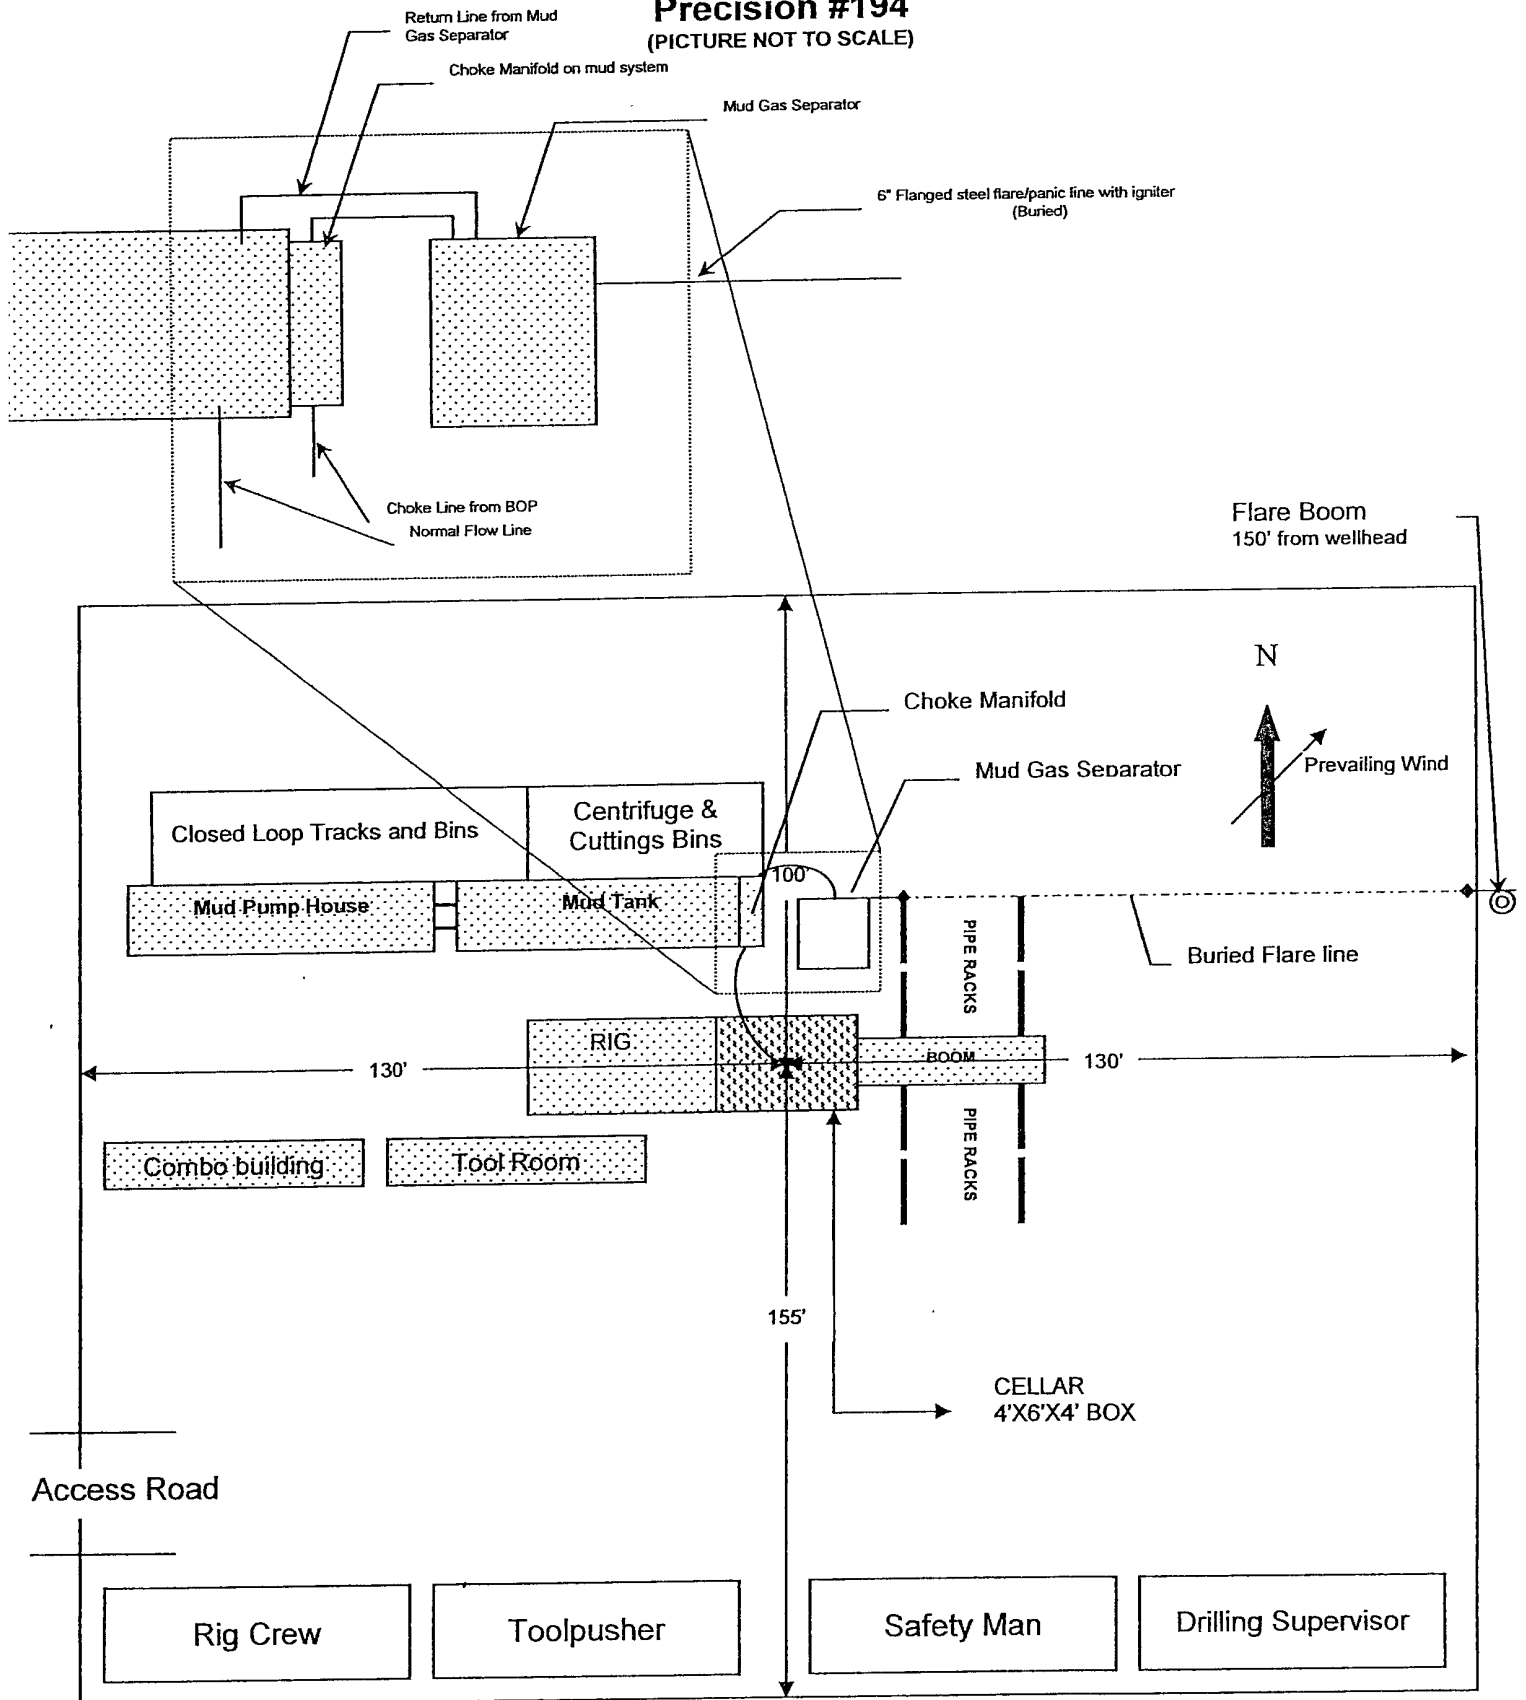 Precision #194
(PICTURE NOT TO SCALE)
Return Line from Mud
Gas Separator
Choke Manifold on mud system
Mud Gas Separator
6" Flanged steel flare/panic line with igniter
(Buried)
Choke Line from BOP
Normal Flow Line
Flare Boom
150' from wellhead
N
Prevailing Wind
Choke Manifold
Mud Gas Separator
Closed Loop Tracks and Bins
Centrifuge &
Cuttings Bins
100'
Mud Pump House
Mud Tank
PIPE RACKS
Buried Flare line
RIG
BOOM
130'
130'
Combo building
Tool Room
PIPE RACKS
155'
CELLAR
4'X6'X4' BOX
Access Road
Rig Crew
Toolpusher
Safety Man
Drilling Supervisor